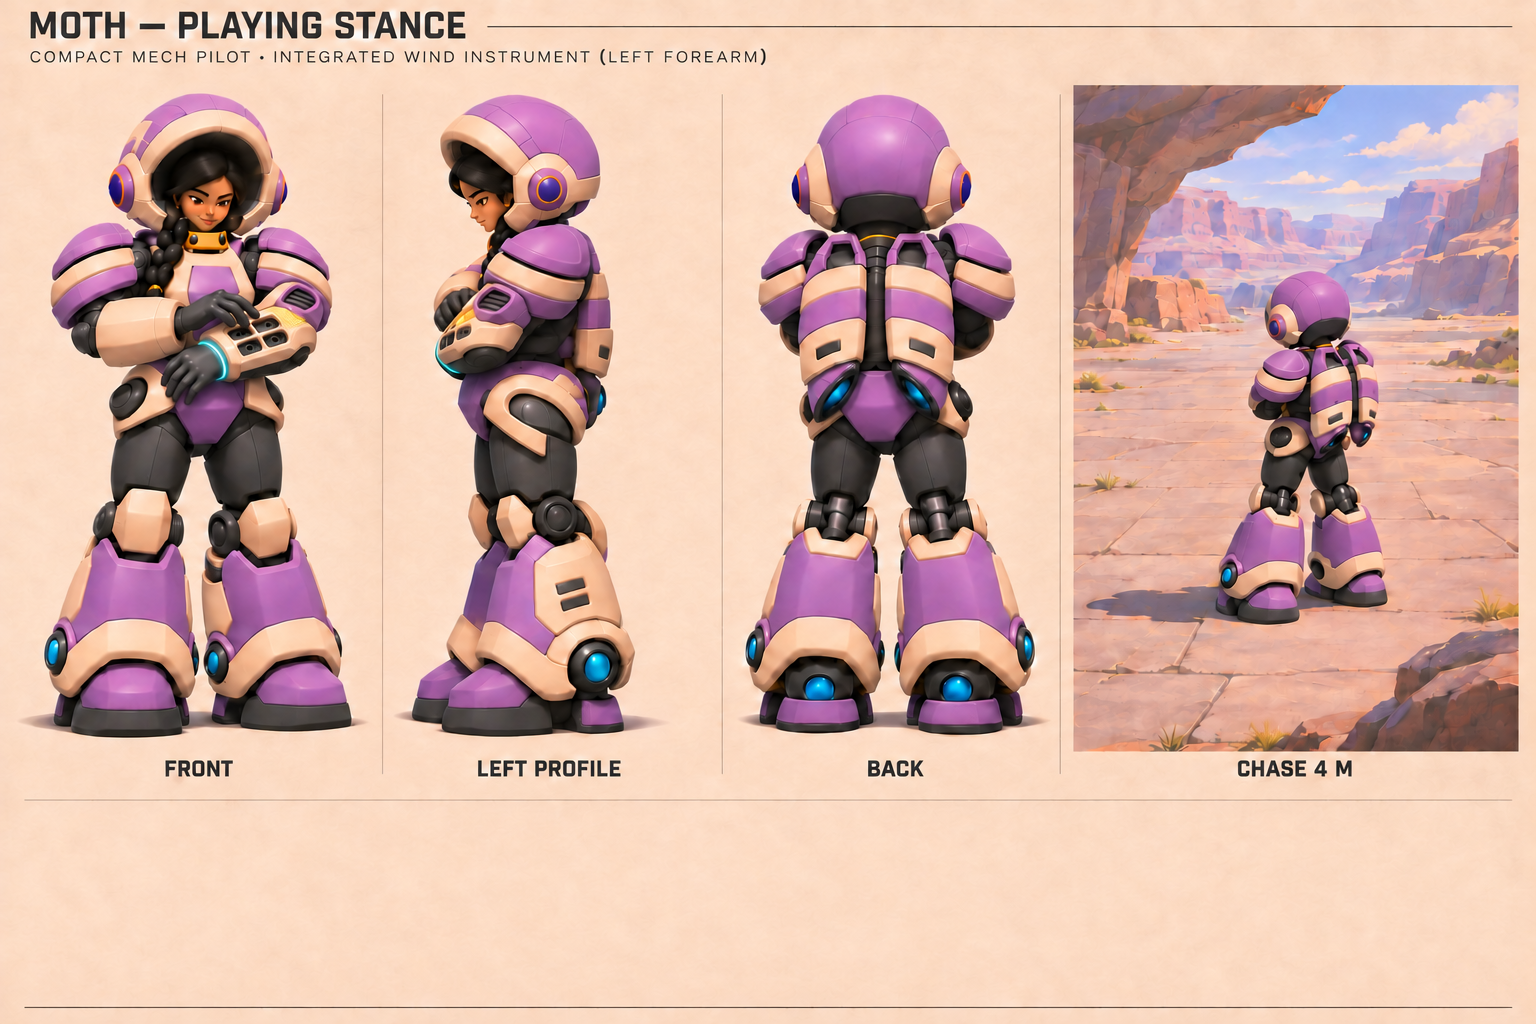 MOTH — PLAYING STANCE
COMPACT MECH PILOT • INTEGRATED WIND INSTRUMENT (LEFT FOREARM)
FRONT
LEFT PROFILE
BACK
CHASE 4 M